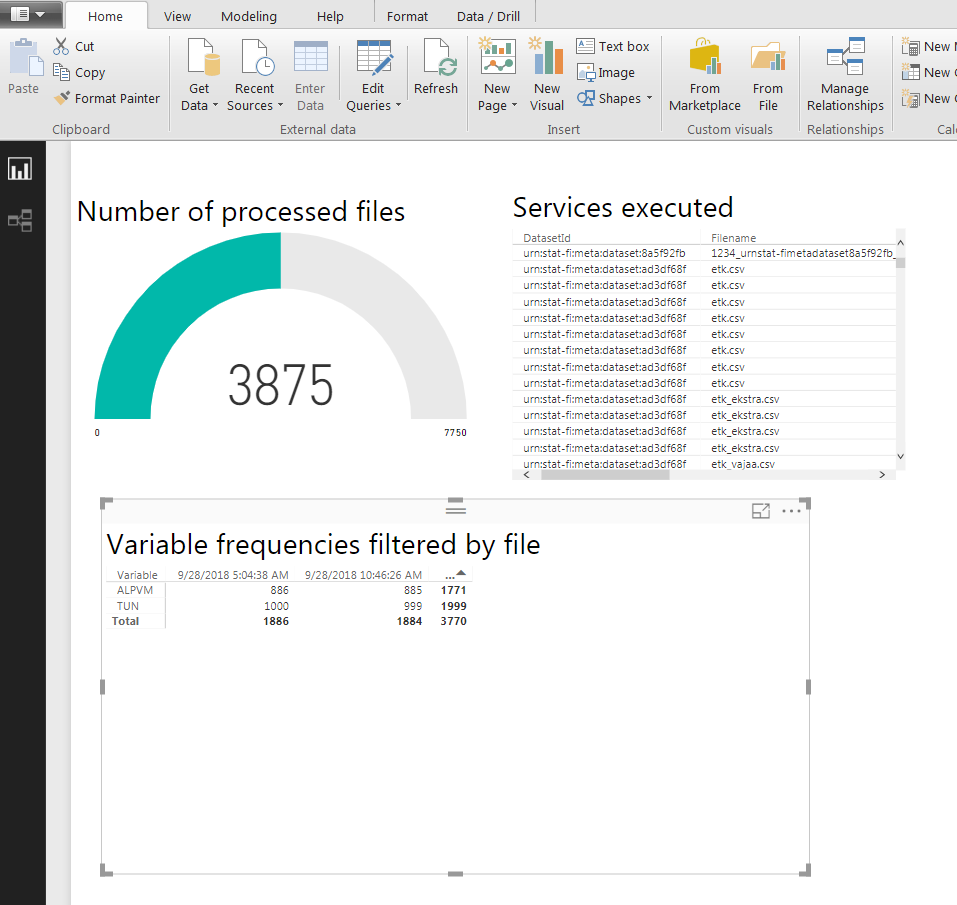 Home View Modeling Help Format Data / Drill
Paste
Cut
Copy
Format Painter
Clipboard
Get Data
Recent Sources
Enter Data
Edit Queries
Refresh
External data
New Page
New Visual
Text box
Image
Shapes
Insert
From Marketplace
From File
Custom visuals
Manage Relationships
Relationships
New
New
New
Number of processed files
3875
0
7750
Services executed
DatasetId Filename
urn:stat-fi:meta:dataset:8a5f92fb 1234_urnstat-fimetadataset8a5f92fb_
urn:stat-fi:meta:dataset:ad3df68f etk.csv
urn:stat-fi:meta:dataset:ad3df68f etk.csv
urn:stat-fi:meta:dataset:ad3df68f etk.csv
urn:stat-fi:meta:dataset:ad3df68f etk.csv
urn:stat-fi:meta:dataset:ad3df68f etk.csv
urn:stat-fi:meta:dataset:ad3df68f etk.csv
urn:stat-fi:meta:dataset:ad3df68f etk.csv
urn:stat-fi:meta:dataset:ad3df68f etk.csv
urn:stat-fi:meta:dataset:ad3df68f etk_ekstra.csv
urn:stat-fi:meta:dataset:ad3df68f etk_ekstra.csv
urn:stat-fi:meta:dataset:ad3df68f etk_ekstra.csv
urn:stat-fi:meta:dataset:ad3df68f etk_ekstra.csv
urn:stat-fi:meta:dataset:ad3df68f etk_vajaa.csv
Variable frequencies filtered by file
Variable 9/28/2018 5:04:38 AM 9/28/2018 10:46:26 AM ...
ALPVM 886 885 1771
TUN 1000 999 1999
Total 1886 1884 3770